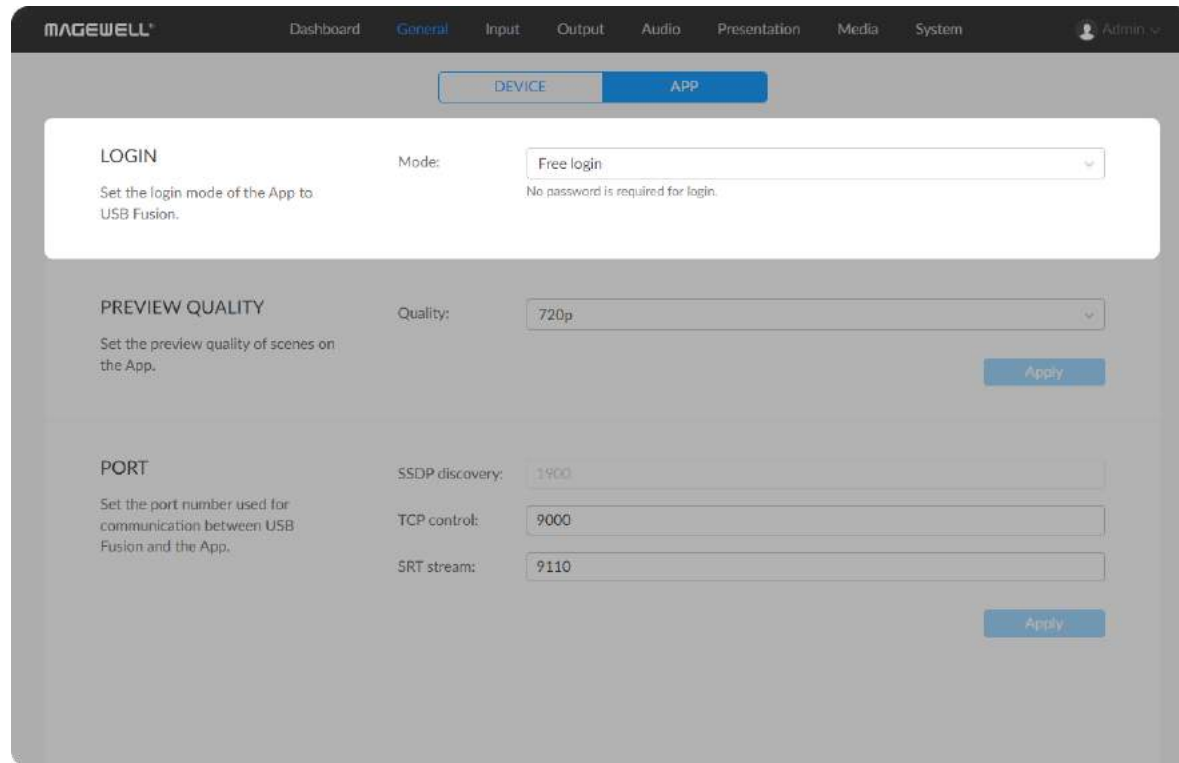 MAGEWELL® Dashboard General Input Output Audio Presentation Media System Admin
DEVICE APP
LOGIN
Set the login mode of the App to
USB Fusion.
Mode: Free login
No password is required for login.
PREVIEW QUALITY
Set the preview quality of scenes on
the App.
Quality: 720p
Apply
PORT
Set the port number used for
communication between USB
Fusion and the App.
SSDP discovery: 1900
TCP control: 9000
SRT stream: 9110
Apply